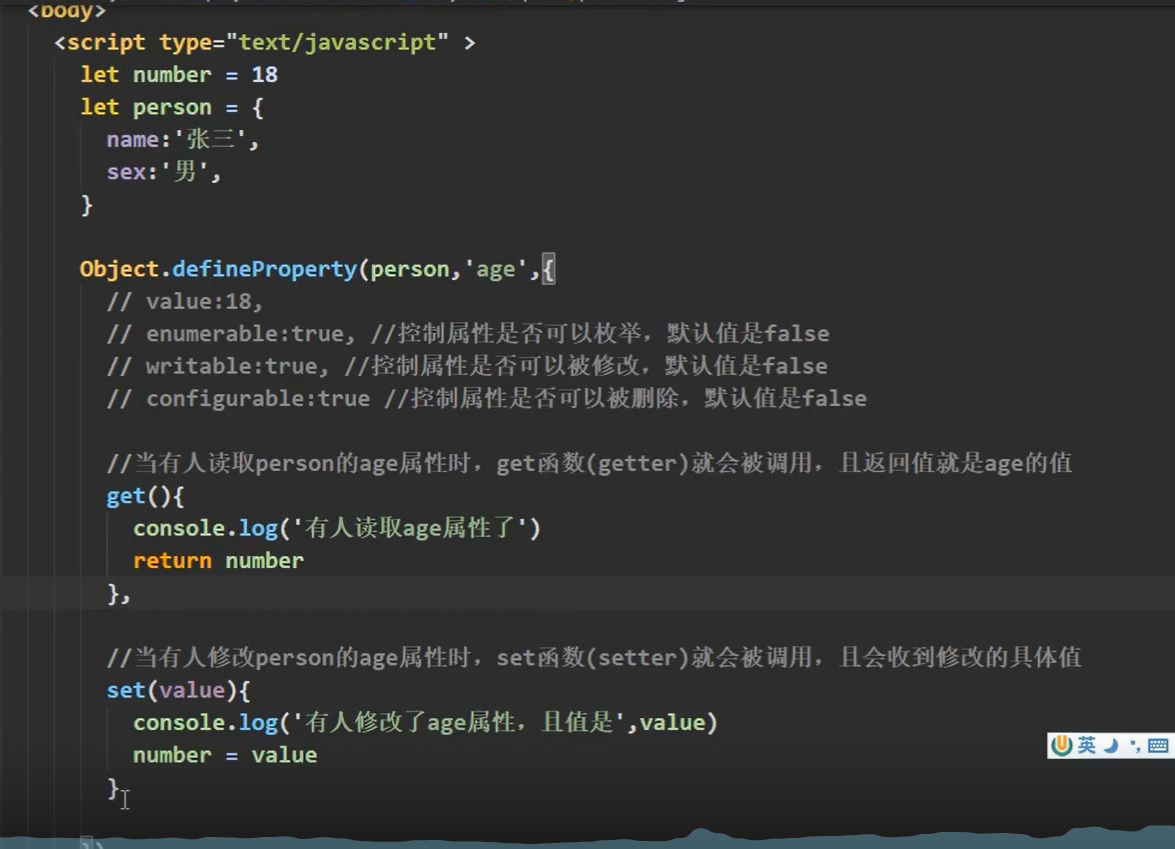 <body>
<script type="text/javascript" >
let number = 18
let person = {
name:'张三',
sex:'男',
}
Object.defineProperty(person,'age',{
// value:18,
// enumerable:true, //控制属性是否可以枚举，默认值是false
// writable:true, //控制属性是否可以被修改，默认值是false
// configurable:true //控制属性是否可以被删除，默认值是false
//当有人读取person的age属性时，get函数(getter)就会被调用，且返回值就是age的值
get(){
console.log('有人读取age属性了')
return number
},
//当有人修改person的age属性时，set函数(setter)就会被调用，且会收到修改的具体值
set(value){
console.log('有人修改了age属性，且值是',value)
number = value
}
英
})